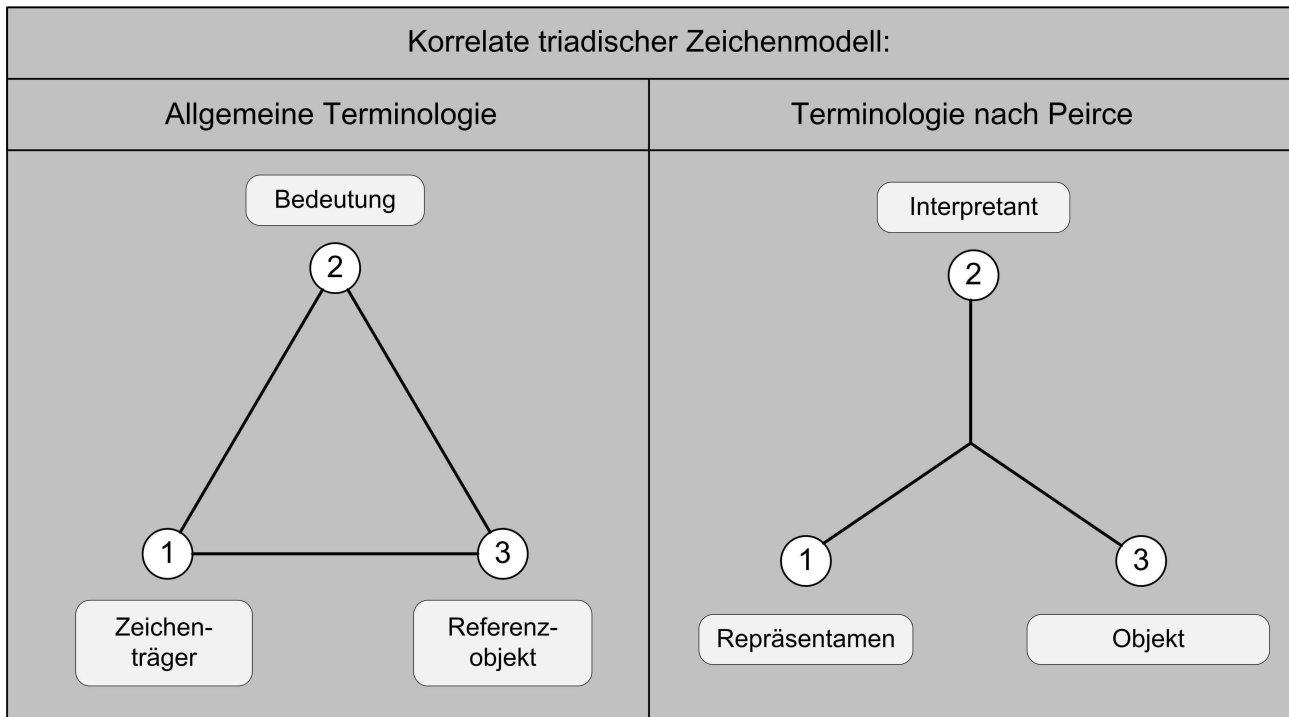 Korrelate triadischer Zeichenmodell:
Allgemeine Terminologie
Terminologie nach Peirce
Bedeutung
2
1
3
Zeichen-
träger
Referenz-
objekt
Interpretant
2
1
3
Repräsentamen
Objekt